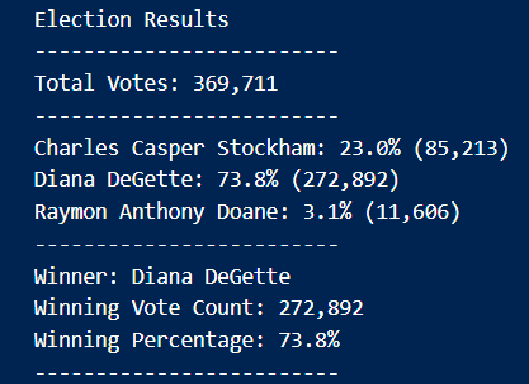 Election Results
-------------------------
Total Votes: 369,711
-------------------------
Charles Casper Stockham: 23.0% (85,213)
Diana DeGette: 73.8% (272,892)
Raymon Anthony Doane: 3.1% (11,606)
-------------------------
Winner: Diana DeGette
Winning Vote Count: 272,892
Winning Percentage: 73.8%
-------------------------